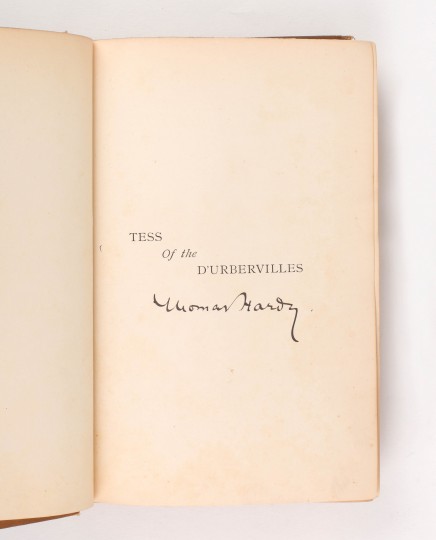 TESS
Of the
D'URBERVILLES
Thomas Hardy.